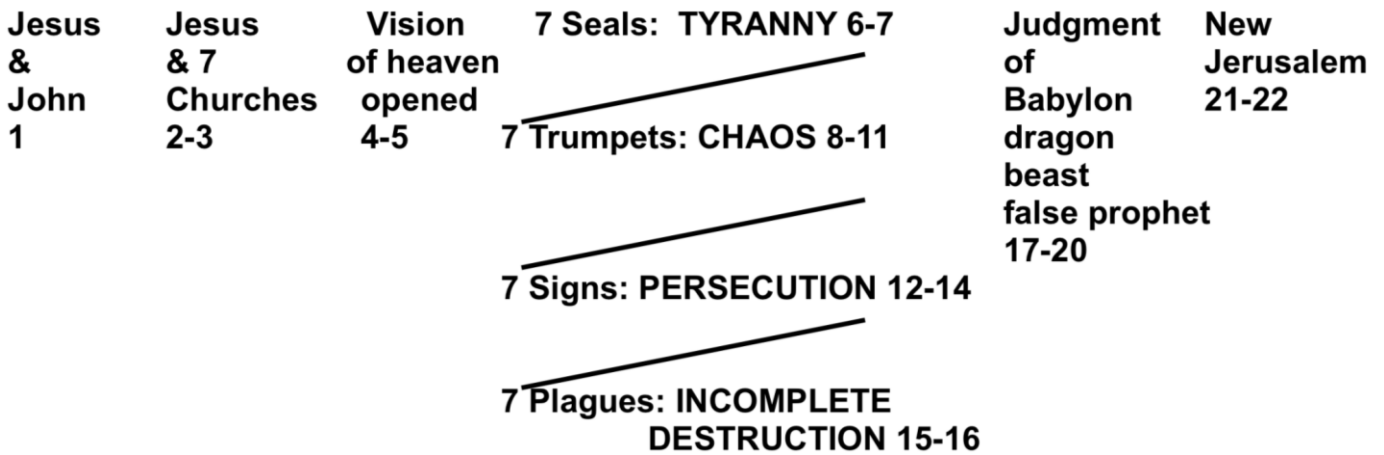 Jesus
&
John
1
Jesus
& 7
Churches
2-3
Vision
of heaven
opened
4-5
7 Seals: TYRANNY 6-7
7 Trumpets: CHAOS 8-11
7 Signs: PERSECUTION 12-14
7 Plagues: INCOMPLETE
DESTRUCTION 15-16
Judgment
of
Babylon
dragon
beast
false prophet
17-20
New
Jerusalem
21-22